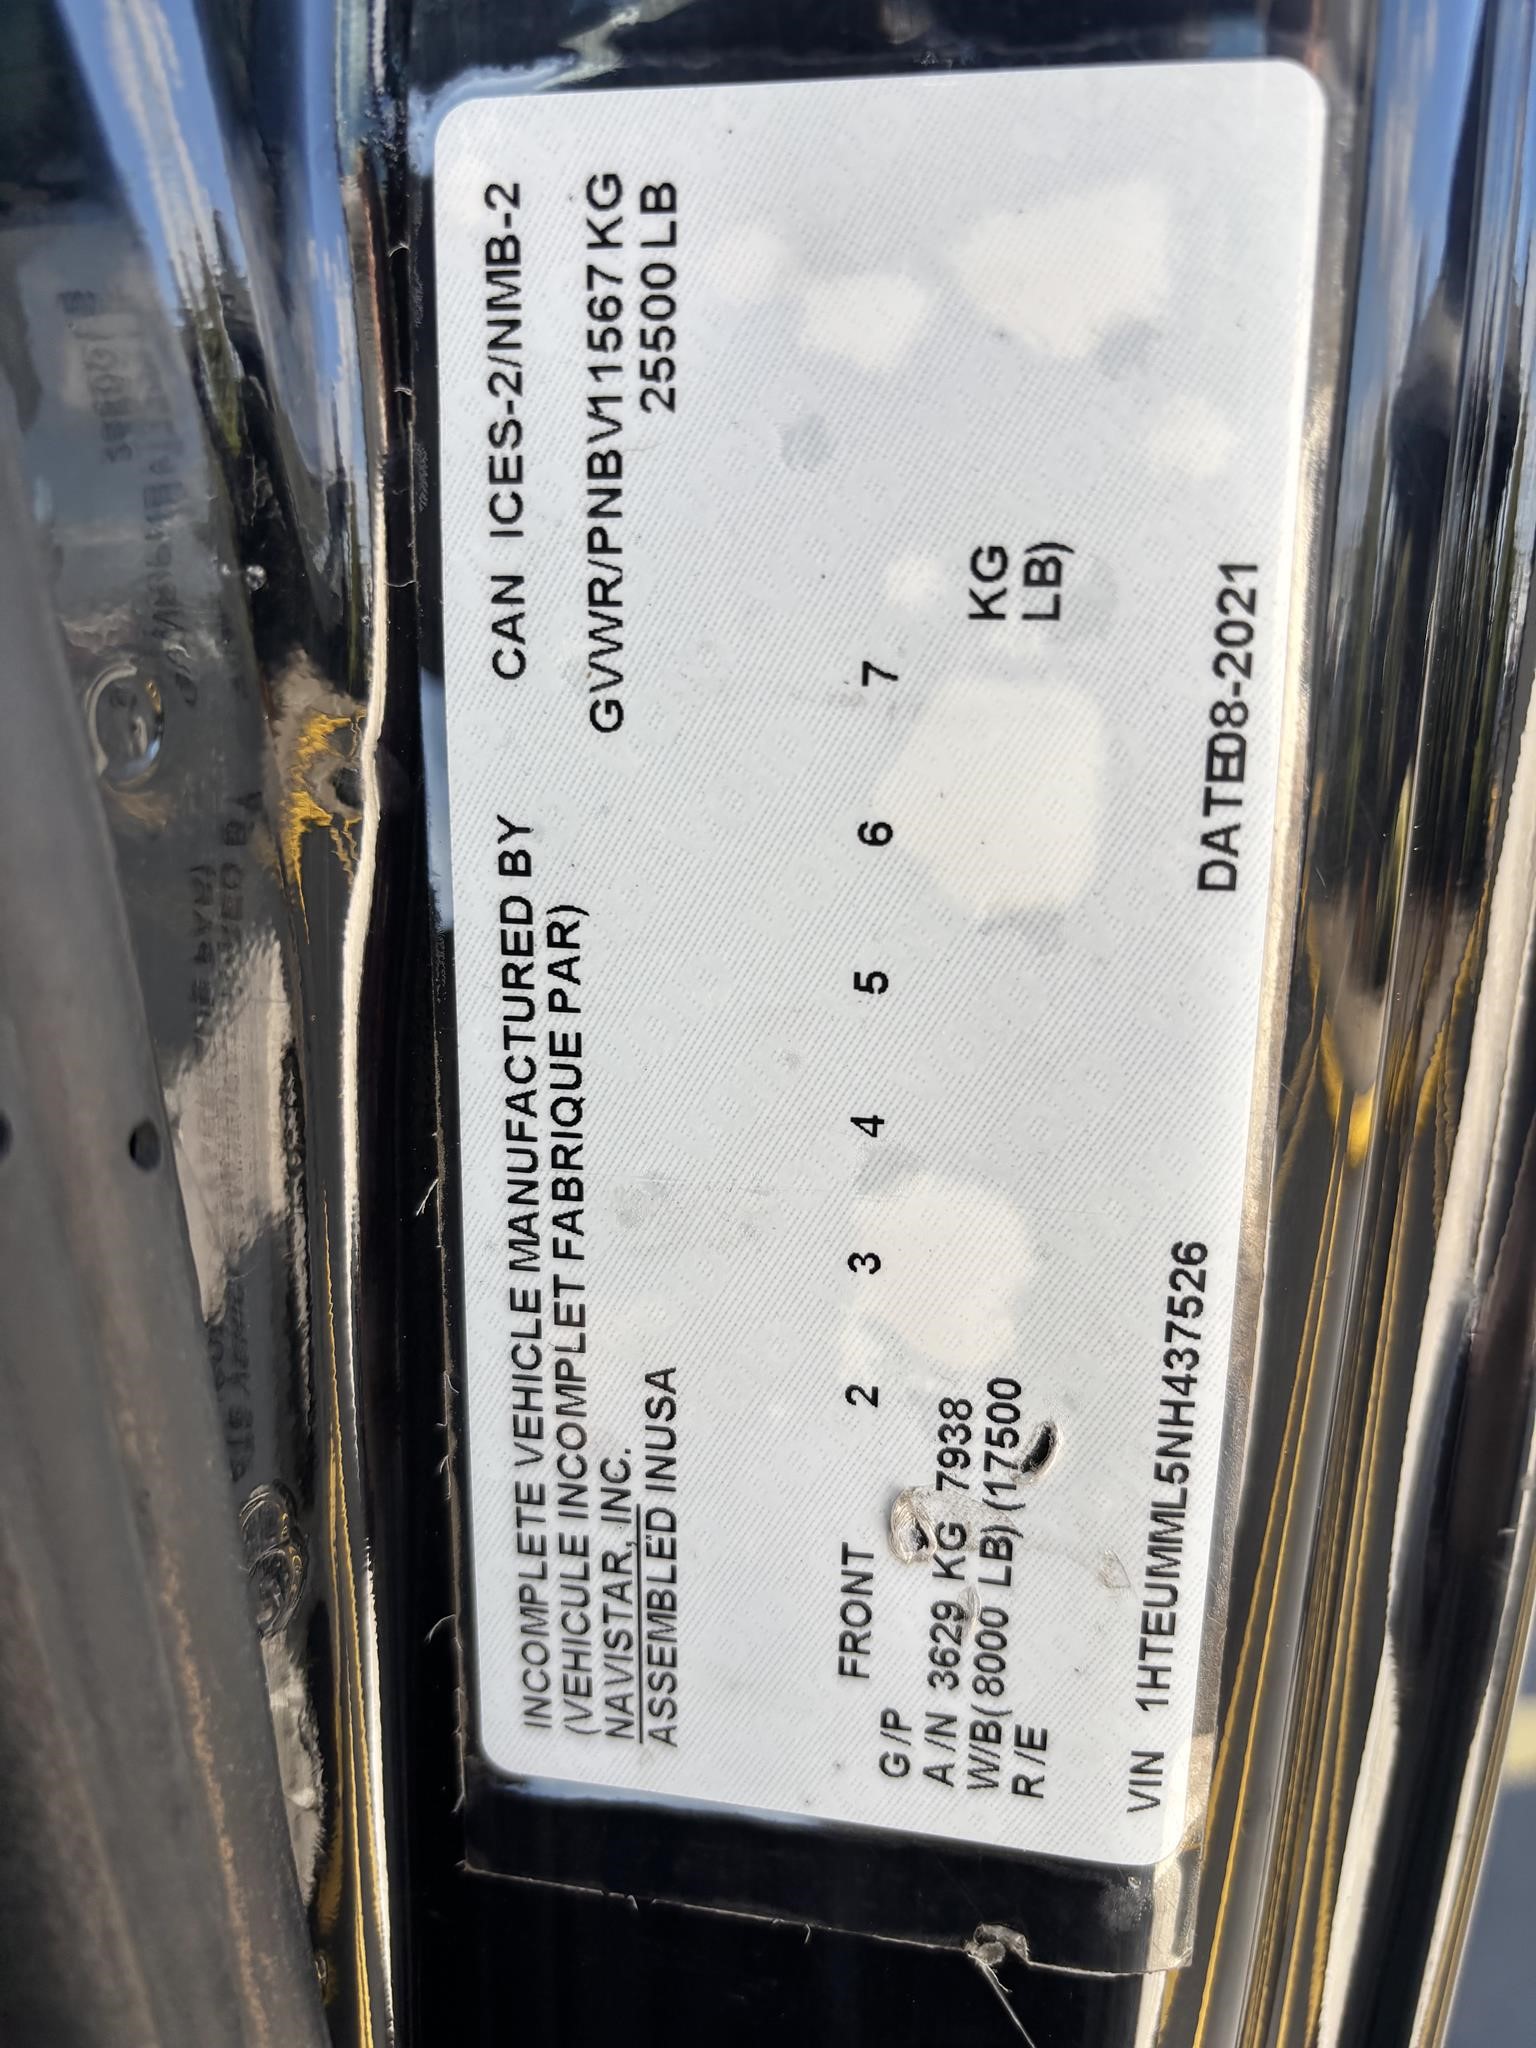 INCOMPLETE VEHICLE MANUFACTURED BY CAN ICES-2/NMB-2
(VEHICULE INCOMPLET FABRIQUE PAR)
NAVISTAR, INC. GVWR/PNBV11567 KG
ASSEMBLED INUSA 25500 LB
FRONT 2 3 4 5 6 7
G/P
A/N 3629 KG 7938 KG
W/B(8000 LB) (17500 LB)
R/E
VIN 1HTEUMML5NH437526 DATE08-2021